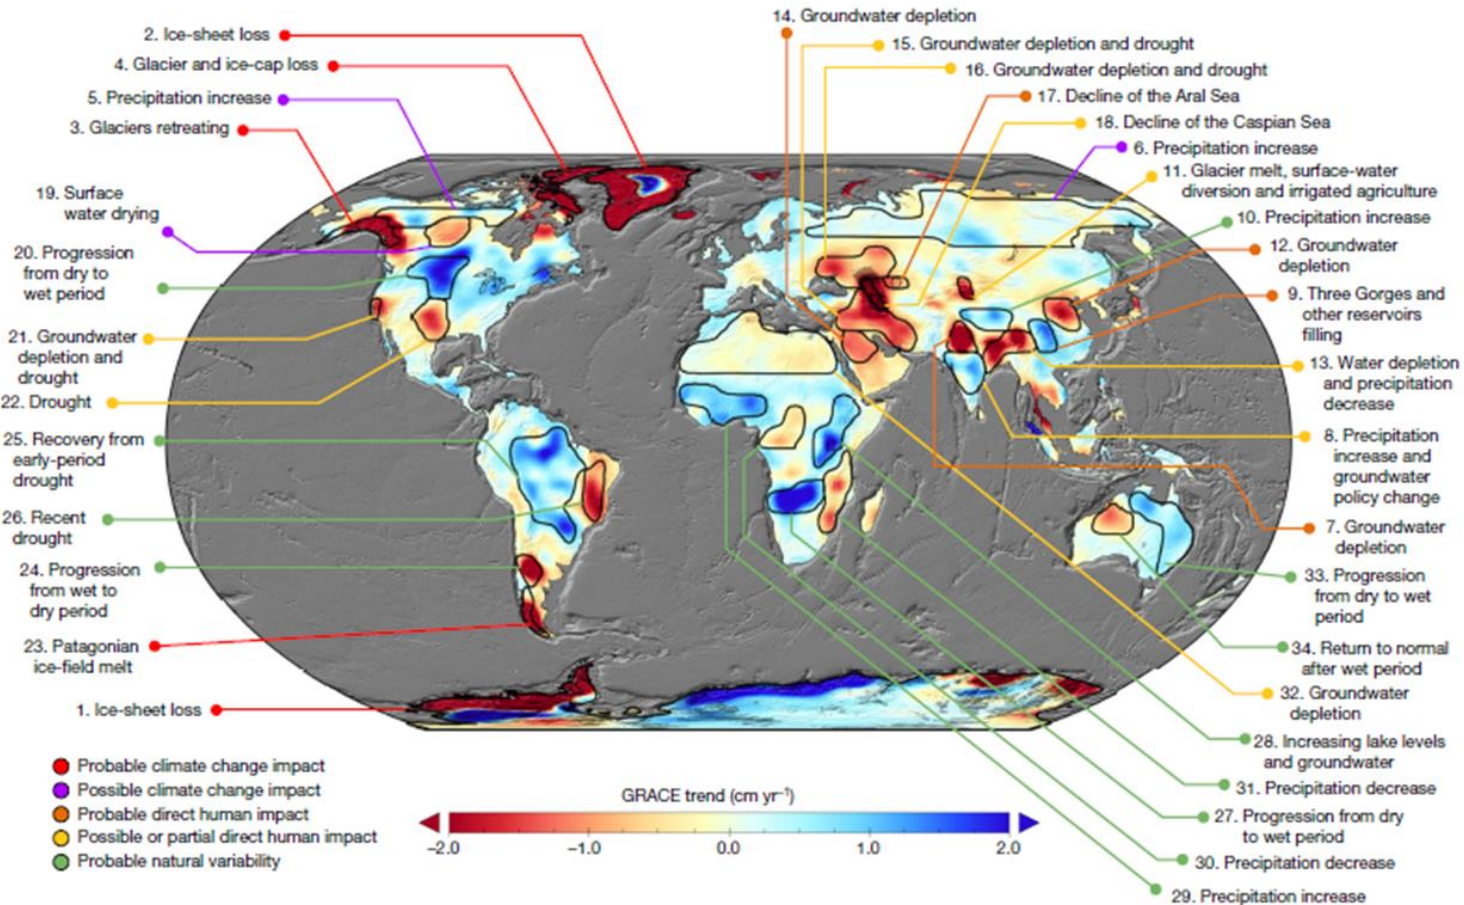 2. Ice-sheet loss
4. Glacier and ice-cap loss
5. Precipitation increase
3. Glaciers retreating
19. Surface
water drying
20. Progression
from dry to
wet period
21. Groundwater
depletion and
drought
22. Drought
25. Recovery from
early-period
drought
26. Recent
drought
24. Progression
from wet to
dry period
23. Patagonian
ice-field melt
1. Ice-sheet loss
14. Groundwater depletion
15. Groundwater depletion and drought
16. Groundwater depletion and drought
17. Decline of the Aral Sea
18. Decline of the Caspian Sea
6. Precipitation increase
11. Glacier melt, surface-water
diversion and irrigated agriculture
10. Precipitation increase
12. Groundwater
depletion
9. Three Gorges and
other reservoirs
filling
13. Water depletion
and precipitation
decrease
8. Precipitation
increase and
groundwater
policy change
7. Groundwater
depletion
33. Progression
from dry to wet
period
34. Return to normal
after wet period
32. Groundwater
depletion
28. Increasing lake levels
and groundwater
31. Precipitation decrease
27. Progression from dry
to wet period
30. Precipitation decrease
29. Precipitation increase
Probable climate change impact
Possible climate change impact
Probable direct human impact
Possible or partial direct human impact
Probable natural variability
GRACE trend (cm yr⁻¹)
–2.0 –1.0 0.0 1.0 2.0